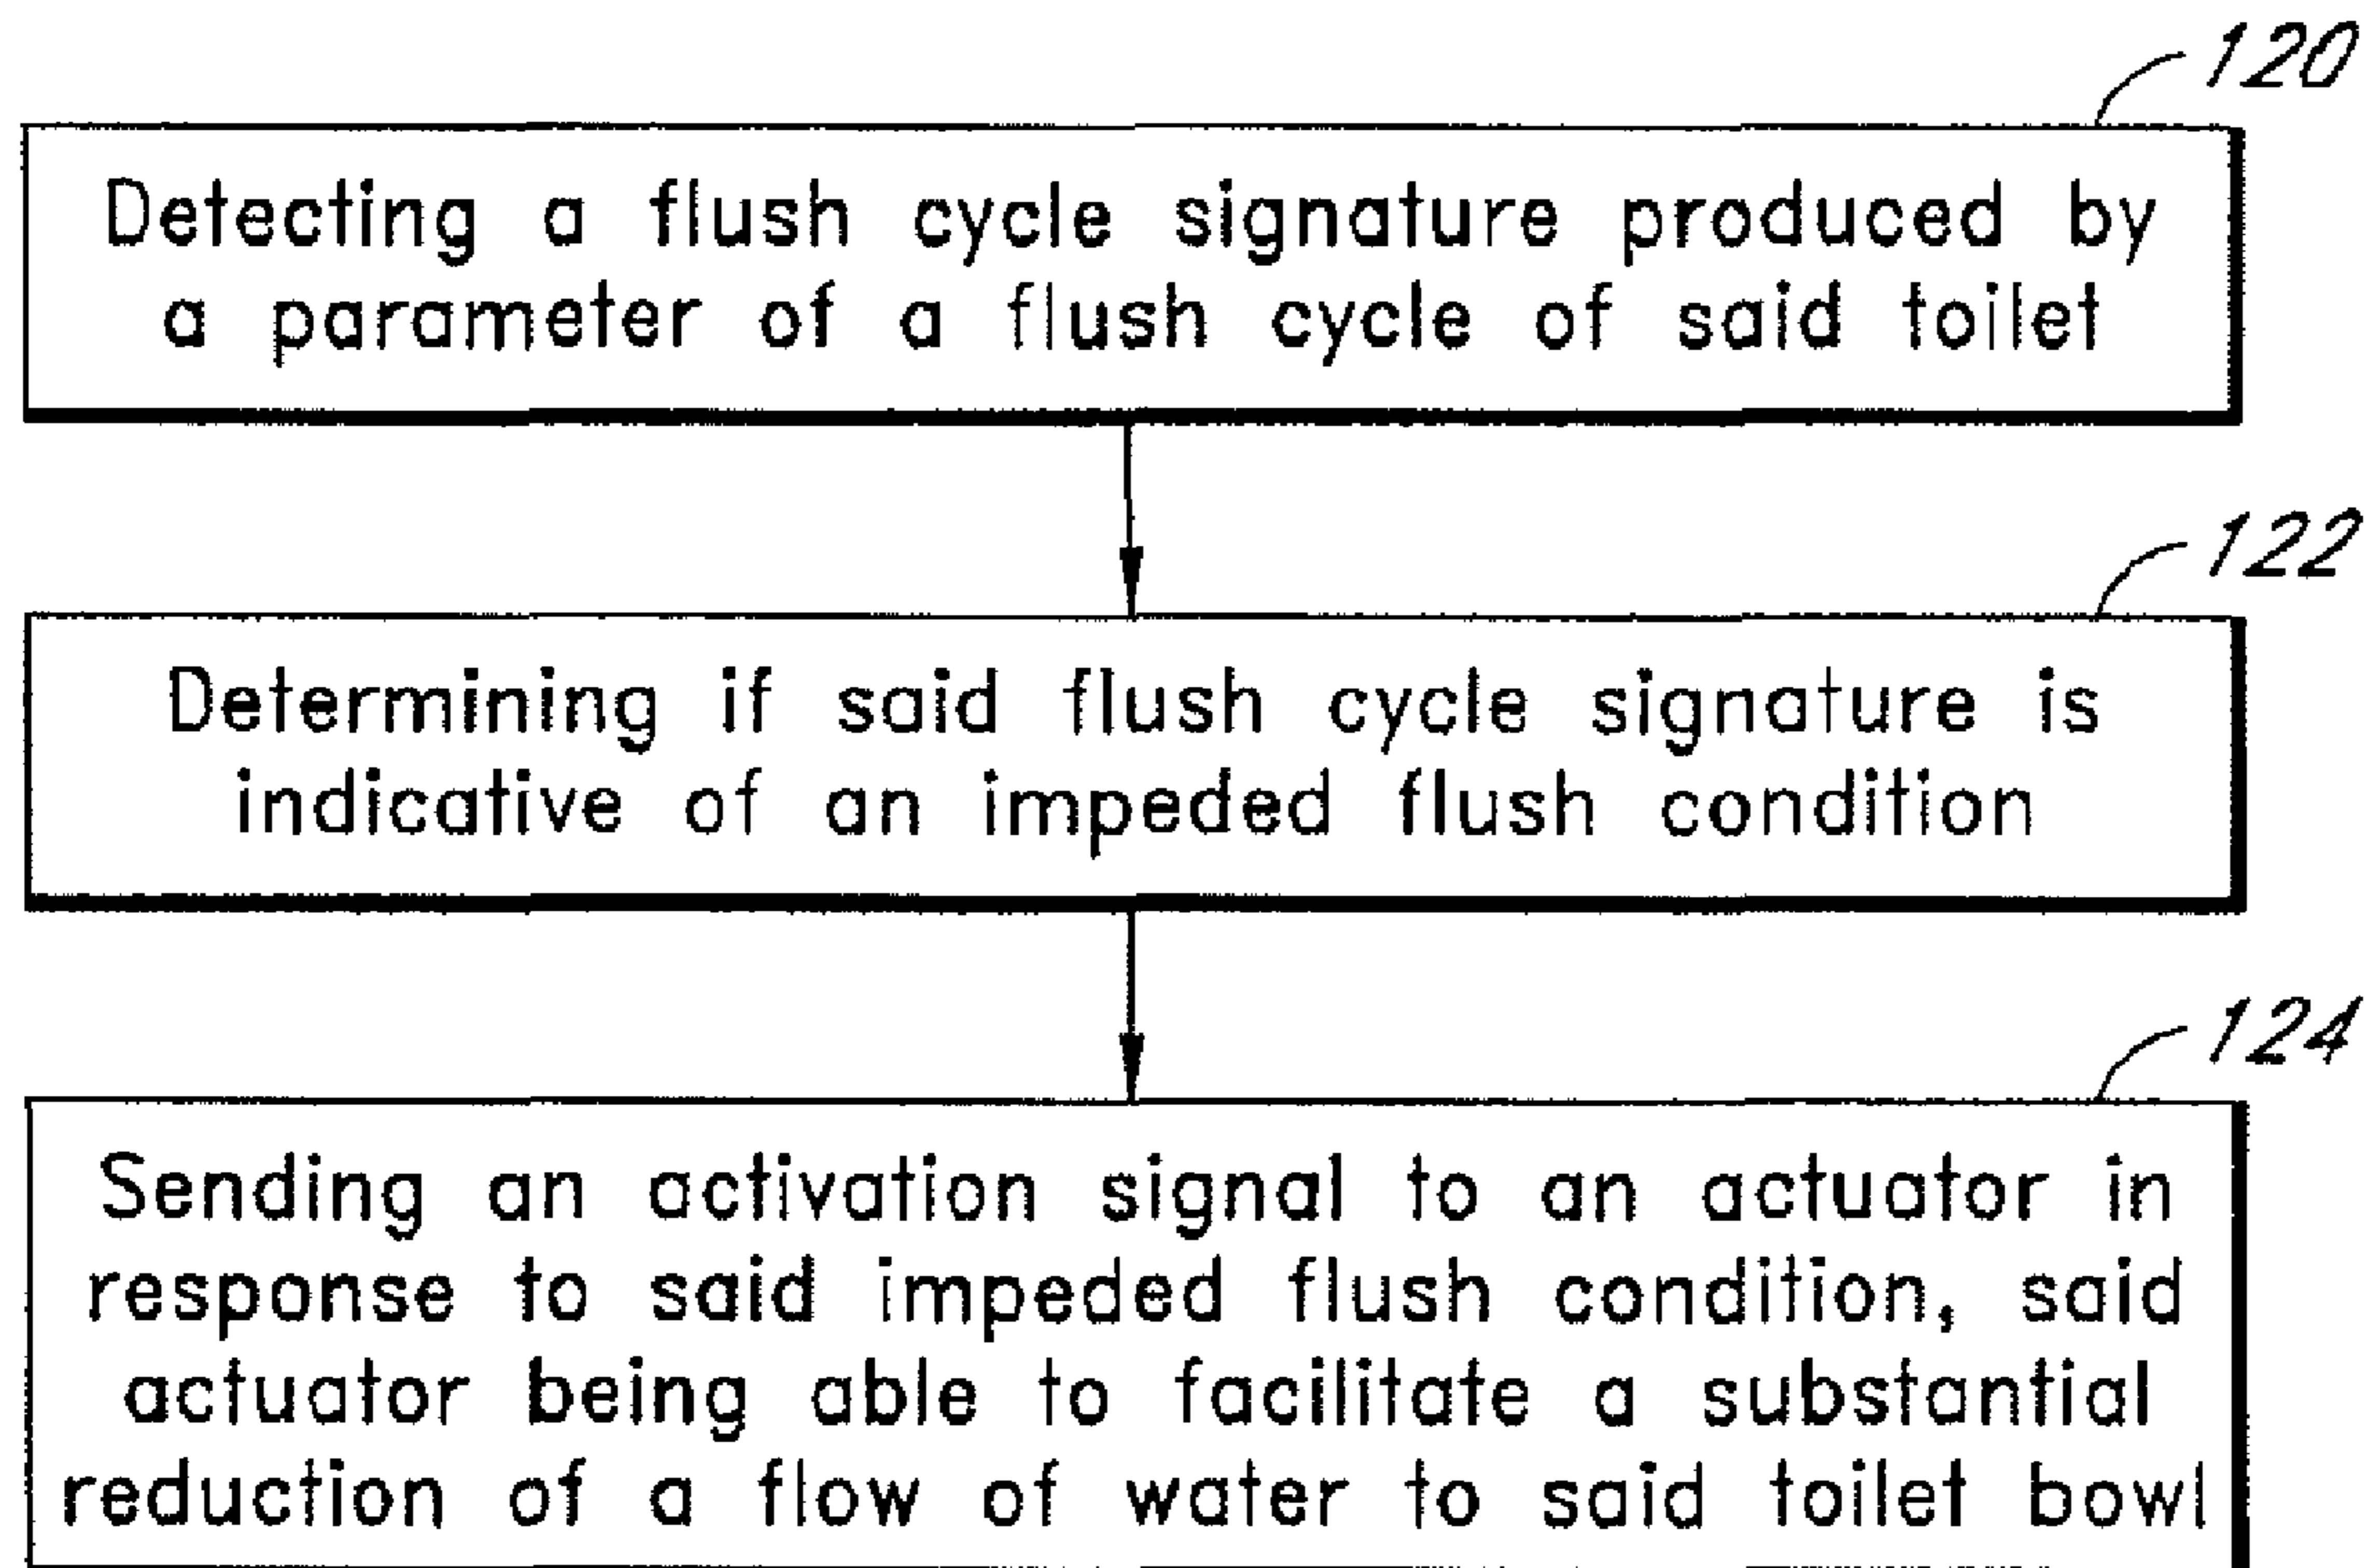 120
Detecting a flush cycle signature produced by
a parameter of a flush cycle of said toilet
122
Determining if said flush cycle signature is
indicative of an impeded flush condition
124
Sending an activation signal to an actuator in
response to said impeded flush condition, said
actuator being able to facilitate a substantial
reduction of a flow of water to said toilet bowl